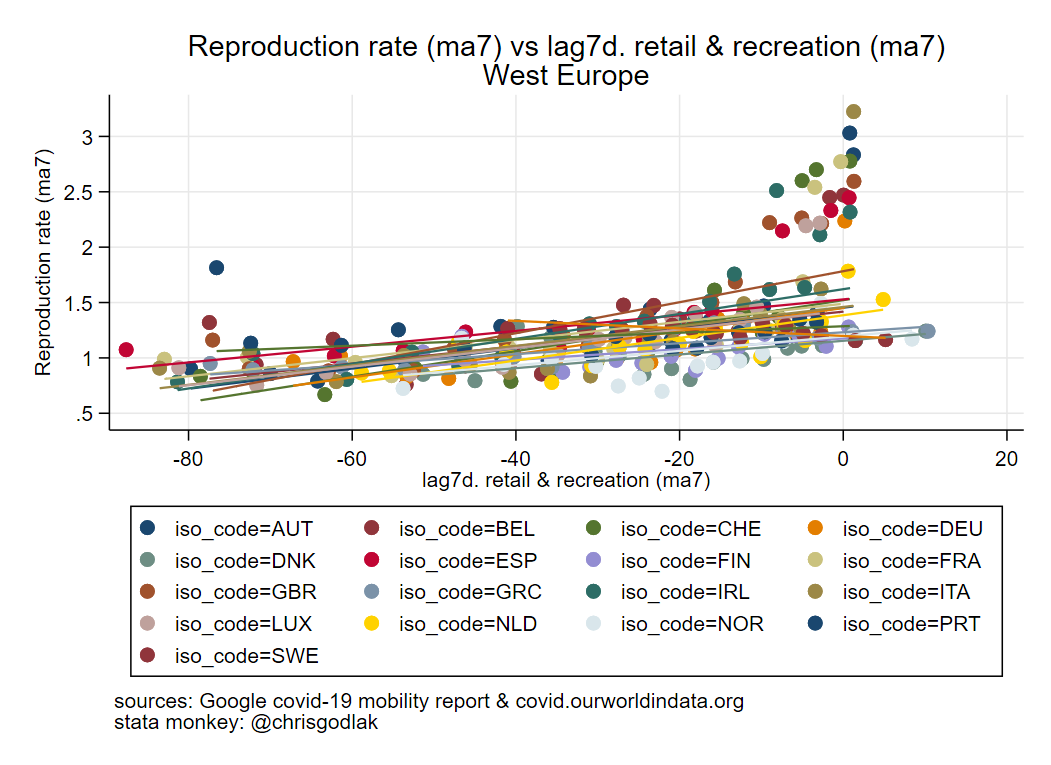 Reproduction rate (ma7) vs lag7d. retail & recreation (ma7)
West Europe
Reproduction rate (ma7)
3
2.5
2
1.5
1
.5
-80 -60 -40 -20 0 20
lag7d. retail & recreation (ma7)
iso_code=AUT iso_code=BEL iso_code=CHE iso_code=DEU
iso_code=DNK iso_code=ESP iso_code=FIN iso_code=FRA
iso_code=GBR iso_code=GRC iso_code=IRL iso_code=ITA
iso_code=LUX iso_code=NLD iso_code=NOR iso_code=PRT
iso_code=SWE
sources: Google covid-19 mobility report & covid.ourworldindata.org
stata monkey: @chrisgodlak